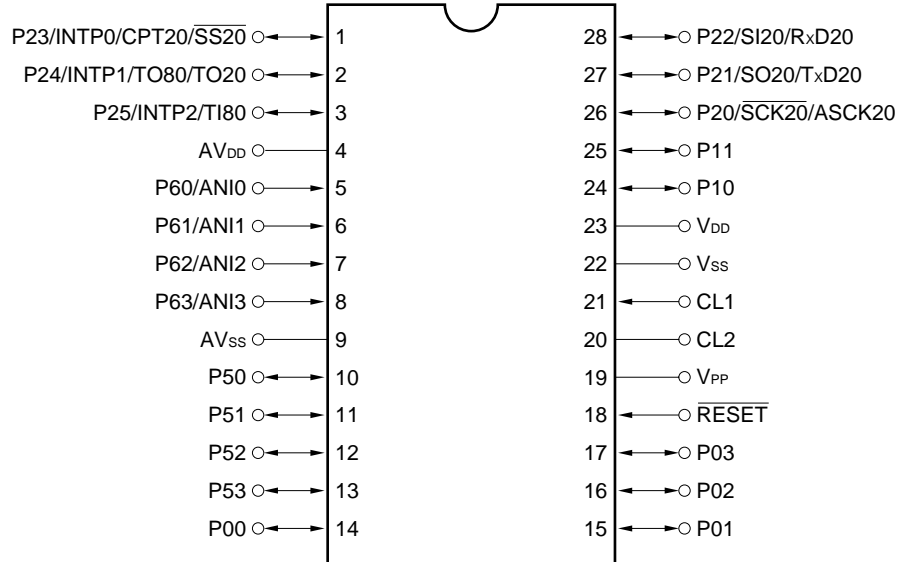 P23/INTP0/CPT20/SS20 1 28 P22/SI20/RxD20
P24/INTP1/TO80/TO20 2 27 P21/SO20/TxD20
P25/INTP2/TI80 3 26 P20/SCK20/ASCK20
AVDD 4 25 P11
P60/ANI0 5 24 P10
P61/ANI1 6 23 VDD
P62/ANI2 7 22 VSS
P63/ANI3 8 21 CL1
AVSS 9 20 CL2
P50 10 19 VPP
P51 11 18 RESET
P52 12 17 P03
P53 13 16 P02
P00 14 15 P01